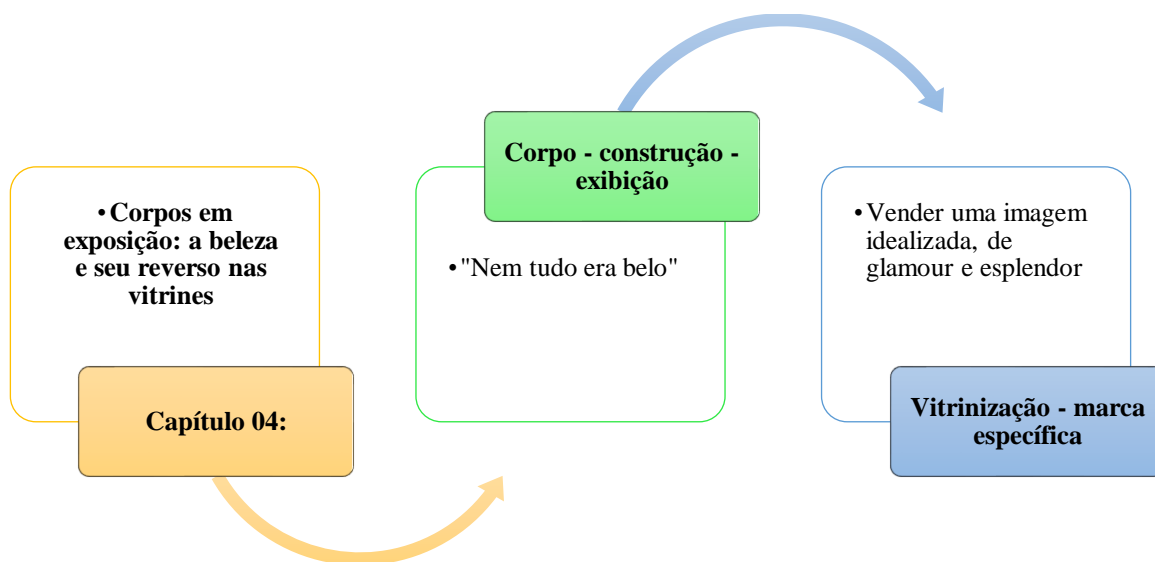 • Corpos em
exposição: a beleza
e seu reverso nas
vitrines
Capítulo 04:
Corpo - construção -
exibição
• "Nem tudo era belo"
• Vender uma imagem
idealizada, de
glamour e esplendor
Vitrinização - marca
específica